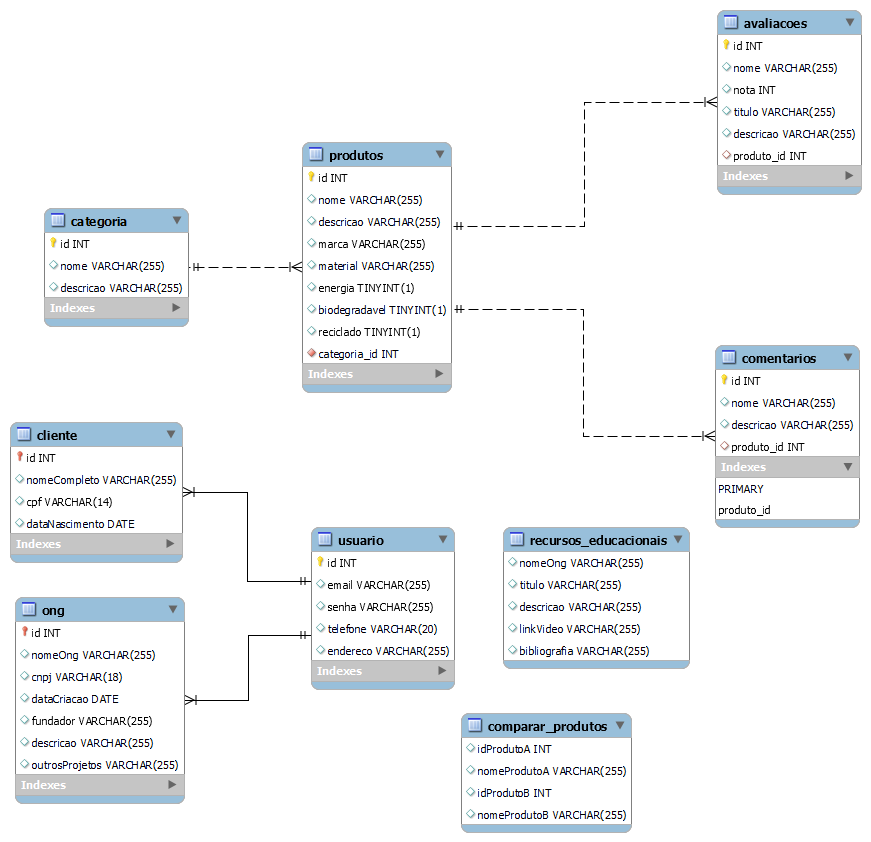 avaliacoes
id INT
nome VARCHAR(255)
nota INT
titulo VARCHAR(255)
descricao VARCHAR(255)
produto_id INT
Indexes
produtos
id INT
nome VARCHAR(255)
descricao VARCHAR(255)
marca VARCHAR(255)
material VARCHAR(255)
energia TINYINT(1)
biodegradavel TINYINT(1)
reciclado TINYINT(1)
categoria_id INT
Indexes
categoria
id INT
nome VARCHAR(255)
descricao VARCHAR(255)
Indexes
comentarios
id INT
nome VARCHAR(255)
descricao VARCHAR(255)
produto_id INT
Indexes
PRIMARY
produto_id
cliente
id INT
nomeCompleto VARCHAR(255)
cpf VARCHAR(14)
dataNascimento DATE
Indexes
usuario
id INT
email VARCHAR(255)
senha VARCHAR(255)
telefone VARCHAR(20)
endereco VARCHAR(255)
Indexes
recursos_educacionais
nomeOng VARCHAR(255)
titulo VARCHAR(255)
descricao VARCHAR(255)
linkVideo VARCHAR(255)
bibliografia VARCHAR(255)
ong
id INT
nomeOng VARCHAR(255)
cnpj VARCHAR(18)
dataCriacao DATE
fundador VARCHAR(255)
descricao VARCHAR(255)
outrosProjetos VARCHAR(255)
Indexes
comparar_produtos
idProdutoA INT
nomeProdutoA VARCHAR(255)
idProdutoB INT
nomeProdutoB VARCHAR(255)